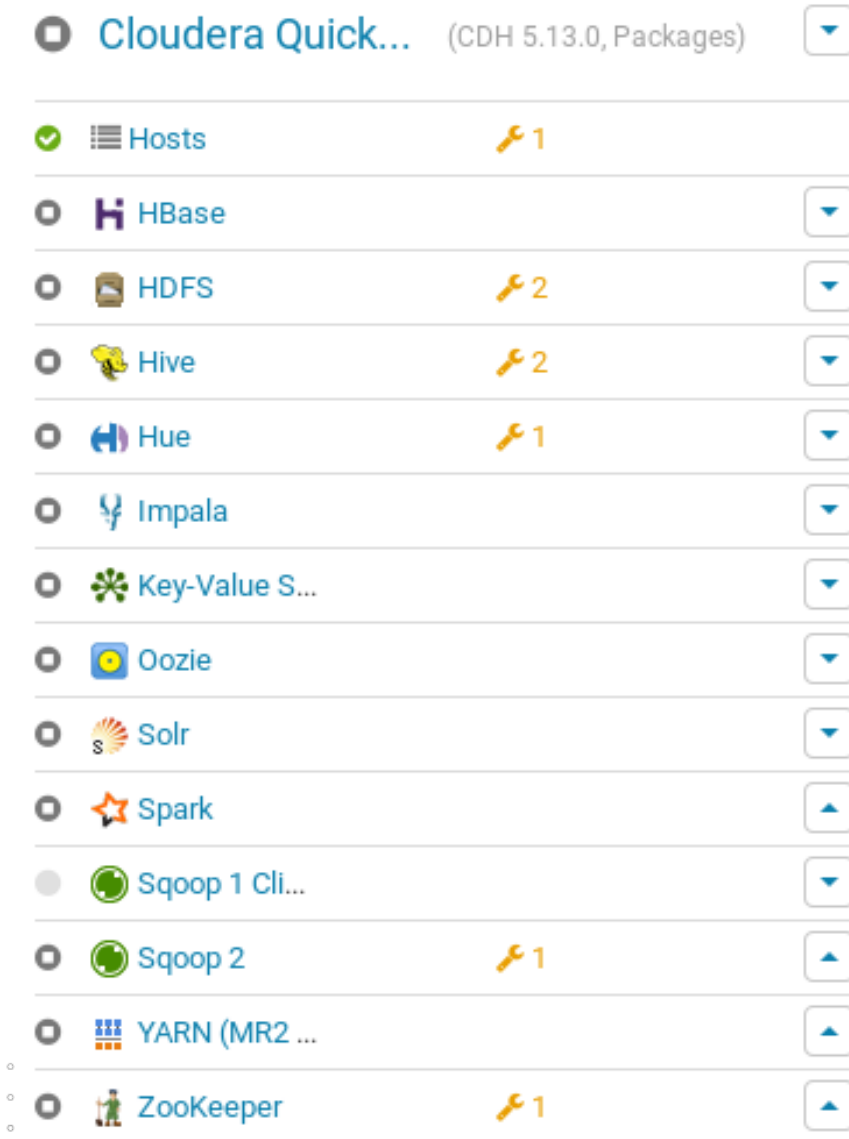 Cloudera Quick... (CDH 5.13.0, Packages)
Hosts 1
HBase
HDFS 2
Hive 2
Hue 1
Impala
Key-Value S...
Oozie
S Solr
Spark
Sqoop 1 Cli...
Sqoop 2 1
YARN (MR2 ...
ZooKeeper 1